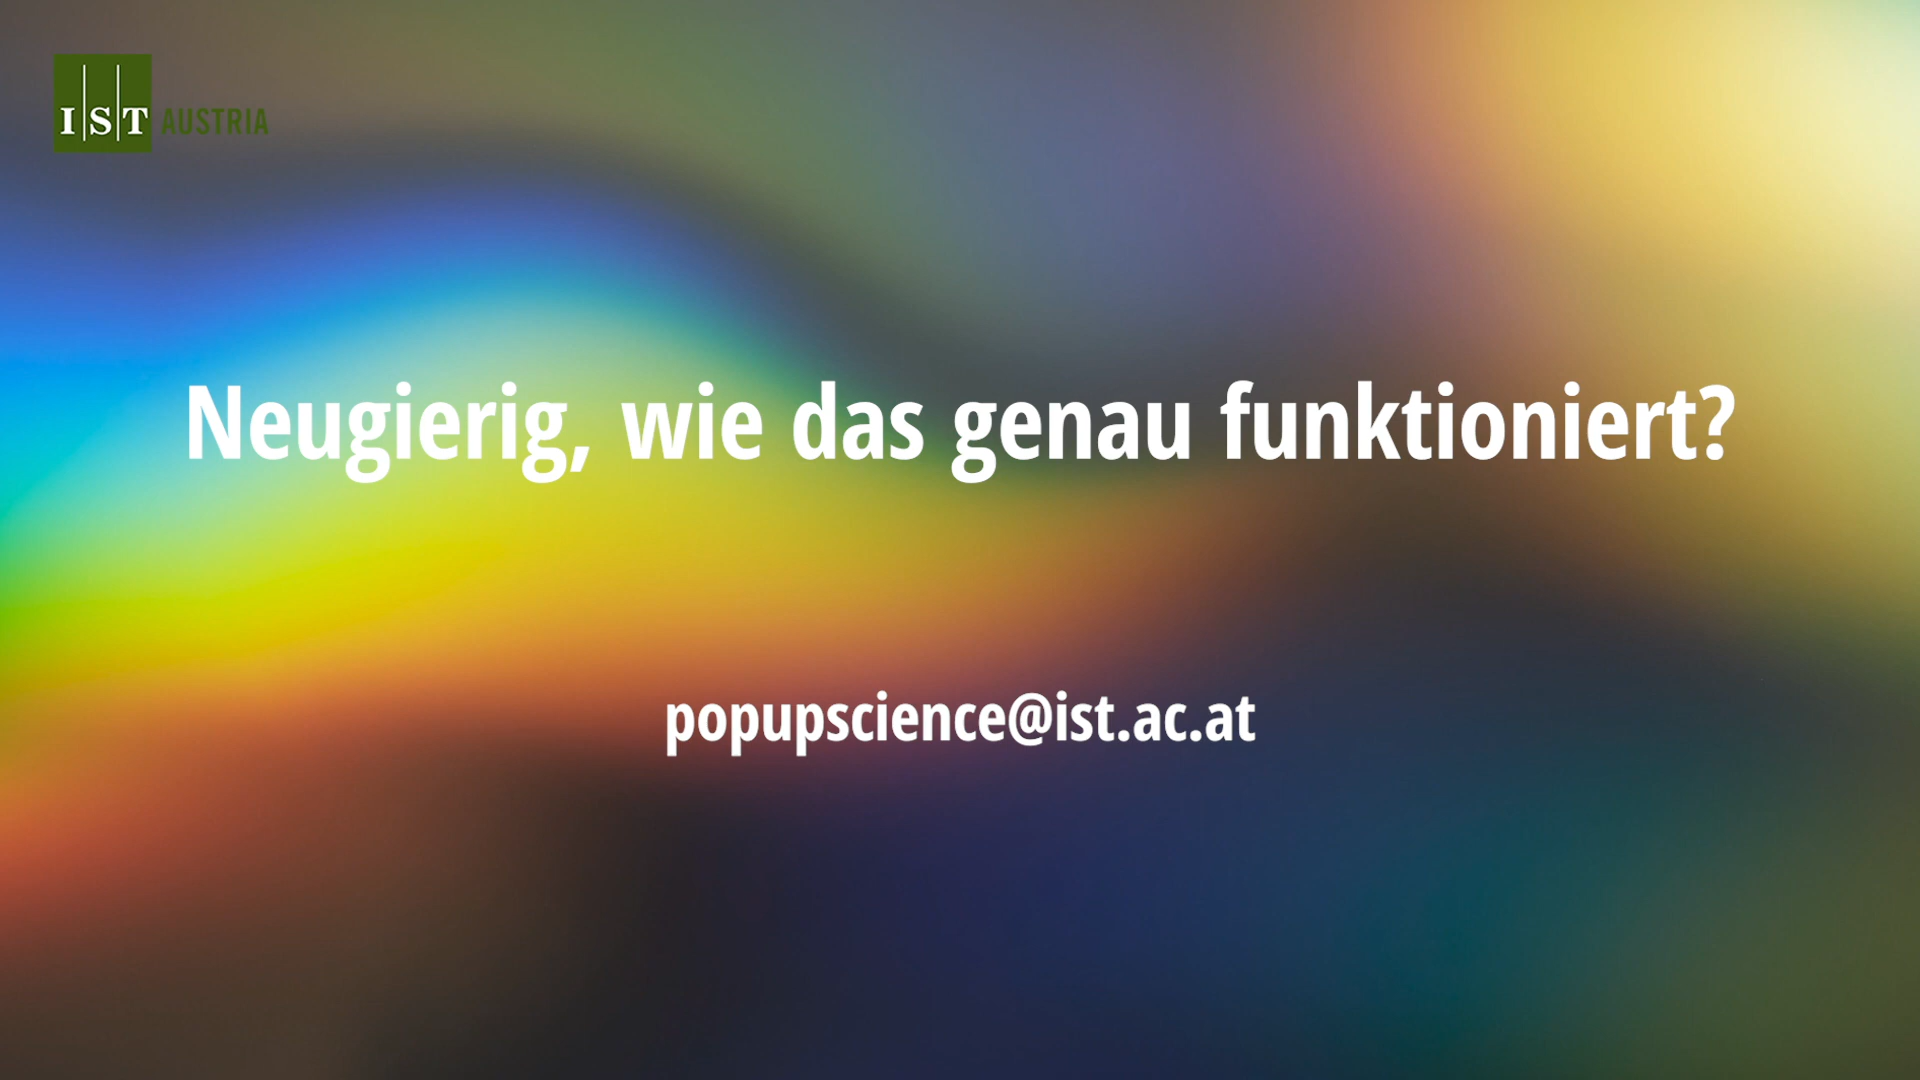 IST AUSTRIA
Neugierig, wie das genau funktioniert?
popupscience@ist.ac.at